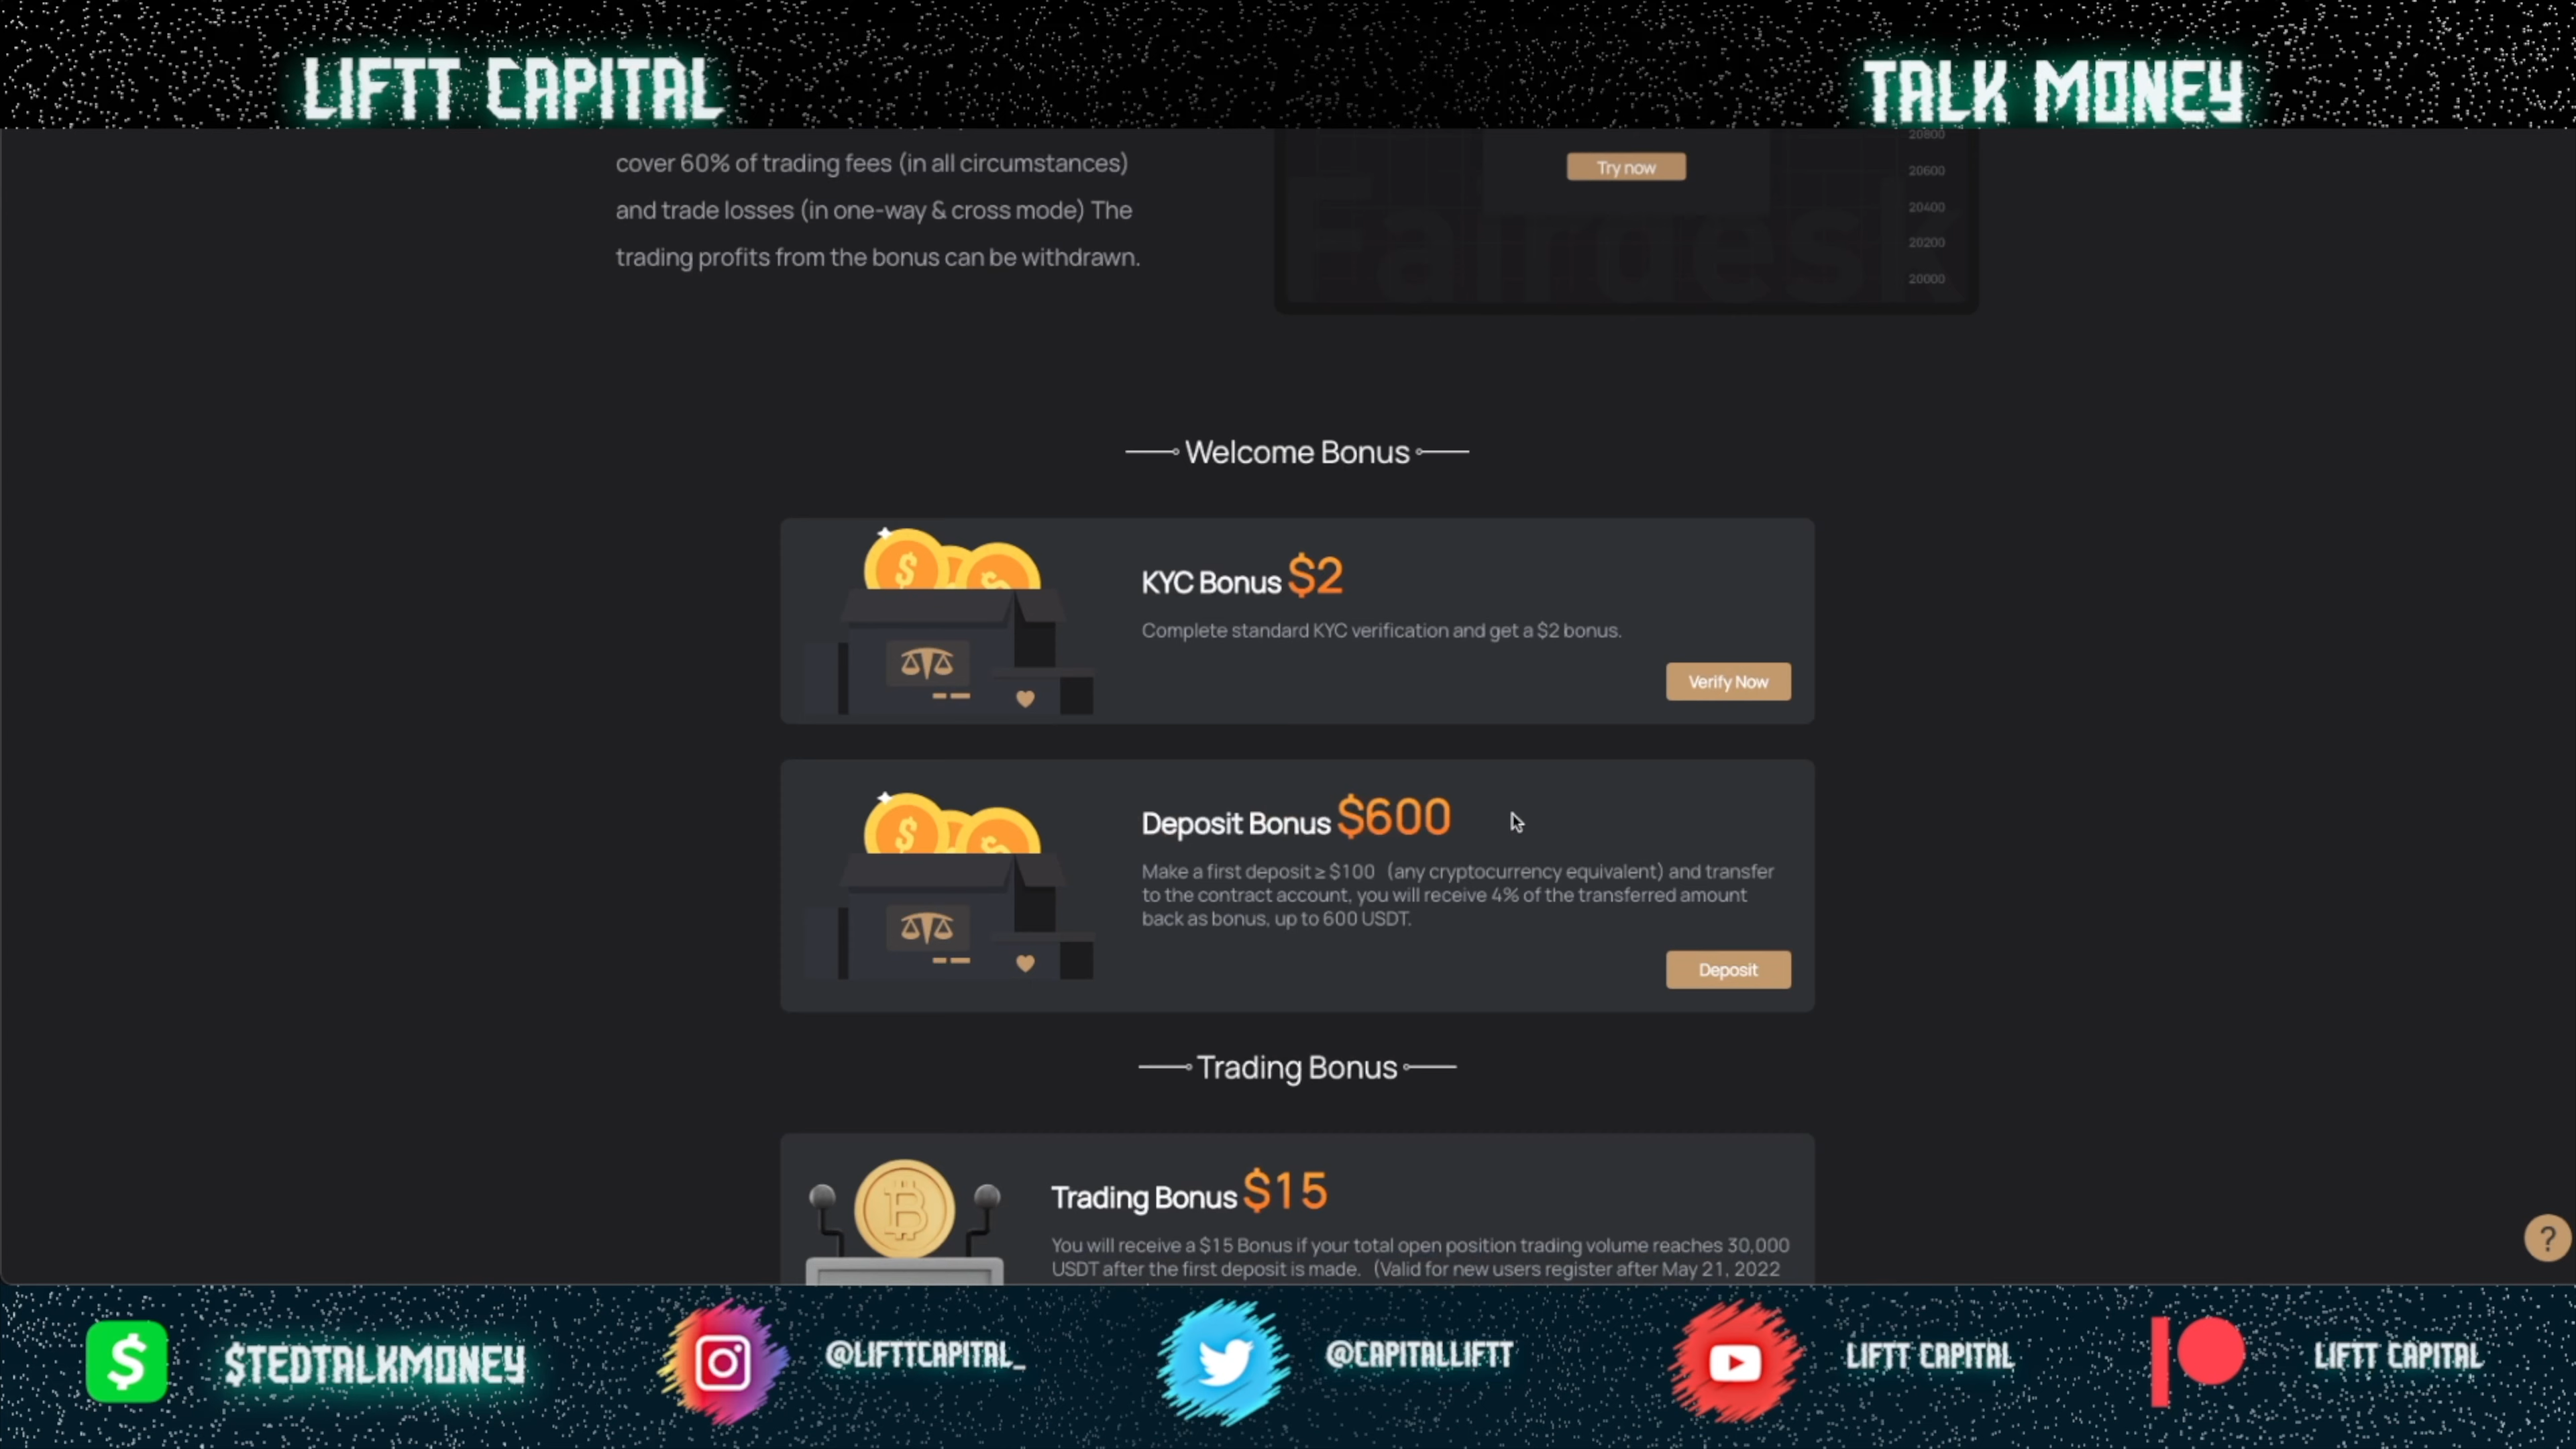 LIFTT CAPITAL
TALK MONEY
cover 60% of trading fees (in all circumstances)
and trade losses (in one-way & cross mode) The
trading profits from the bonus can be withdrawn.
Try now
20800
20600
20400
20200
20000
Fairdesk
Welcome Bonus
KYC Bonus $2
Complete standard KYC verification and get a $2 bonus.
Verify Now
Deposit Bonus $600
Make a first deposit ≥ $100 (any cryptocurrency equivalent) and transfer
to the contract account, you will receive 4% of the transferred amount
back as bonus, up to 600 USDT.
Deposit
Trading Bonus
Trading Bonus $15
You will receive a $15 Bonus if your total open position trading volume reaches 30,000
USDT after the first deposit is made. (Valid for new users register after May 21, 2022
?
$TEDTALKMONEY
@LIFTTCAPITAL_
@CAPITALLIFTT
LIFTT CAPITAL
LIFTT CAPITAL